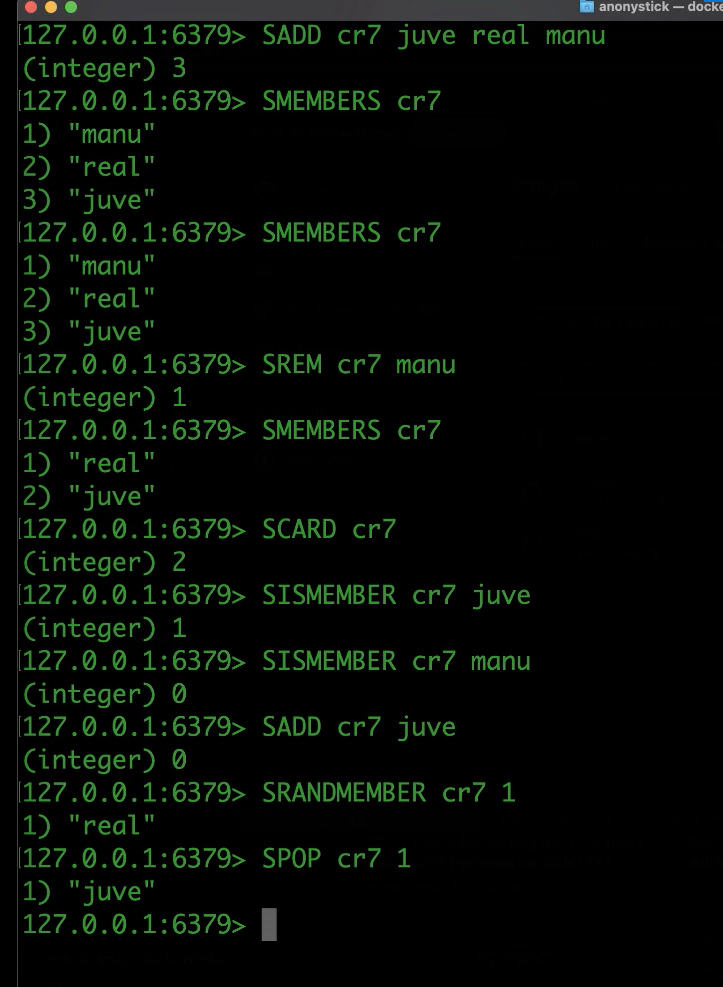 anonystick — docke
127.0.0.1:6379> SADD cr7 juve real manu
(integer) 3
127.0.0.1:6379> SMEMBERS cr7
1) "manu"
2) "real"
3) "juve"
127.0.0.1:6379> SMEMBERS cr7
1) "manu"
2) "real"
3) "juve"
127.0.0.1:6379> SREM cr7 manu
(integer) 1
127.0.0.1:6379> SMEMBERS cr7
1) "real"
2) "juve"
127.0.0.1:6379> SCARD cr7
(integer) 2
127.0.0.1:6379> SISMEMBER cr7 juve
(integer) 1
127.0.0.1:6379> SISMEMBER cr7 manu
(integer) 0
127.0.0.1:6379> SADD cr7 juve
(integer) 0
127.0.0.1:6379> SRANDMEMBER cr7 1
1) "real"
127.0.0.1:6379> SPOP cr7 1
1) "juve"
127.0.0.1:6379>